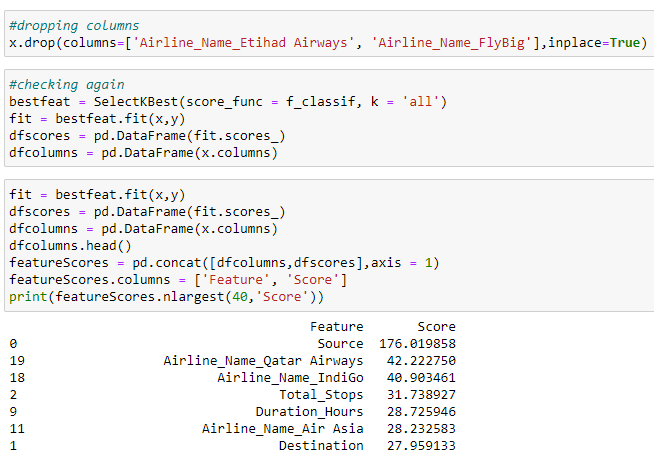 #dropping columns
x.drop(columns=['Airline_Name_Etihad Airways', 'Airline_Name_FlyBig'],inplace=True)
#checking again
bestfeat = SelectKBest(score_func = f_classif, k = 'all')
fit = bestfeat.fit(x,y)
dfscores = pd.DataFrame(fit.scores_)
dfcolumns = pd.DataFrame(x.columns)
fit = bestfeat.fit(x,y)
dfscores = pd.DataFrame(fit.scores_)
dfcolumns = pd.DataFrame(x.columns)
dfcolumns.head()
featureScores = pd.concat([dfcolumns,dfscores],axis = 1)
featureScores.columns = ['Feature', 'Score']
print(featureScores.nlargest(40,'Score'))
Feature Score
0 Source 176.019858
19 Airline_Name_Qatar Airways 42.222750
18 Airline_Name_IndiGo 40.903461
2 Total_Stops 31.738927
9 Duration_Hours 28.725946
11 Airline_Name_Air Asia 28.232583
1 Destination 27.959133